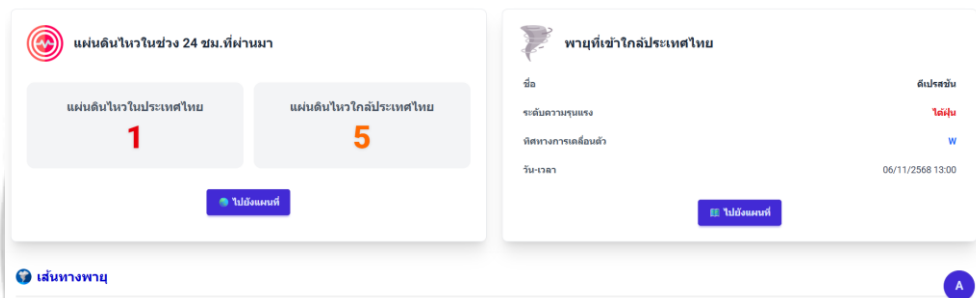 แผ่นดินไหวในช่วง 24 ชม.ที่ผ่านมา
แผ่นดินไหวในประเทศไทย
1
แผ่นดินไหวใกล้ประเทศไทย
5
ไปยังแผนที่
พายุที่เข้าใกล้ประเทศไทย
ชื่อ ดีเปรสชัน
ระดับความรุนแรง ไต้ฝุ่น
ทิศทางการเคลื่อนตัว W
วัน-เวลา 06/11/2568 13:00
ไปยังแผนที่
เส้นทางพายุ
A